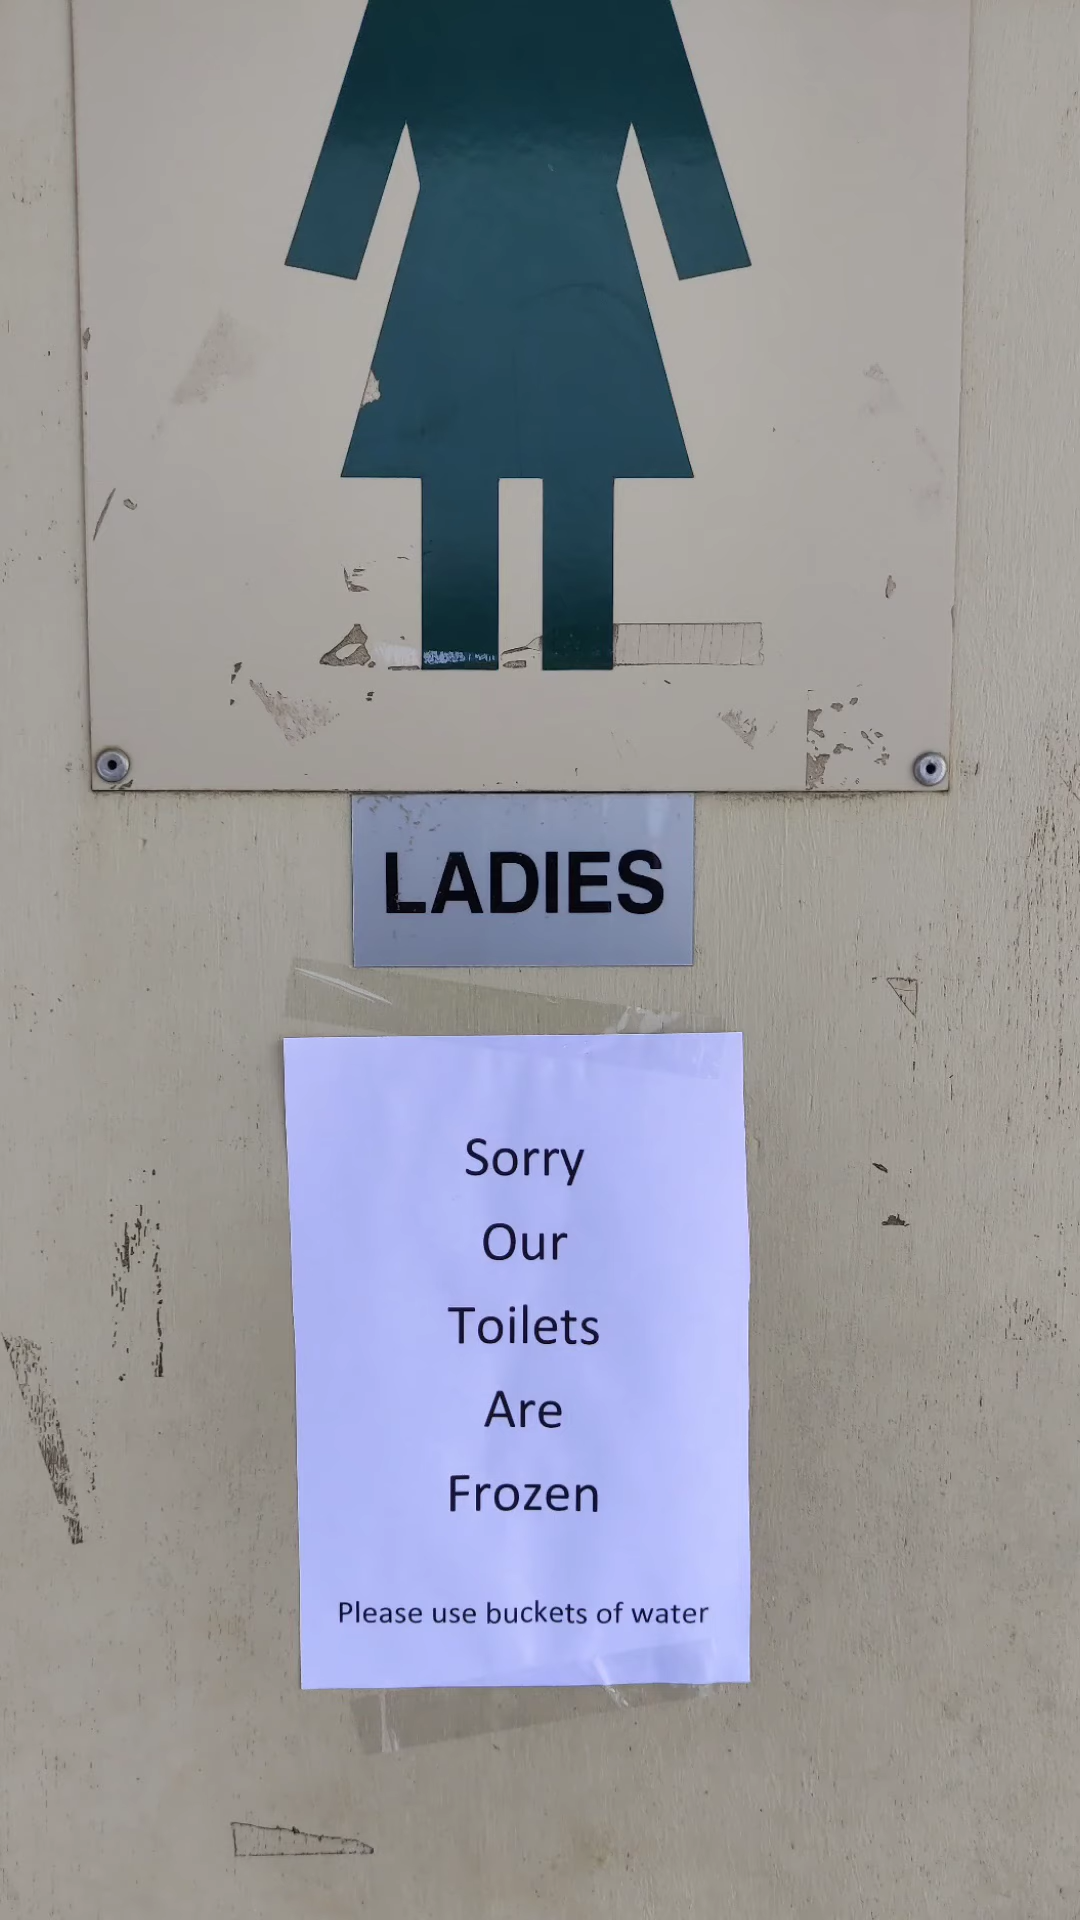 LADIES
Sorry
Our
Toilets
Are
Frozen
Please use buckets of water